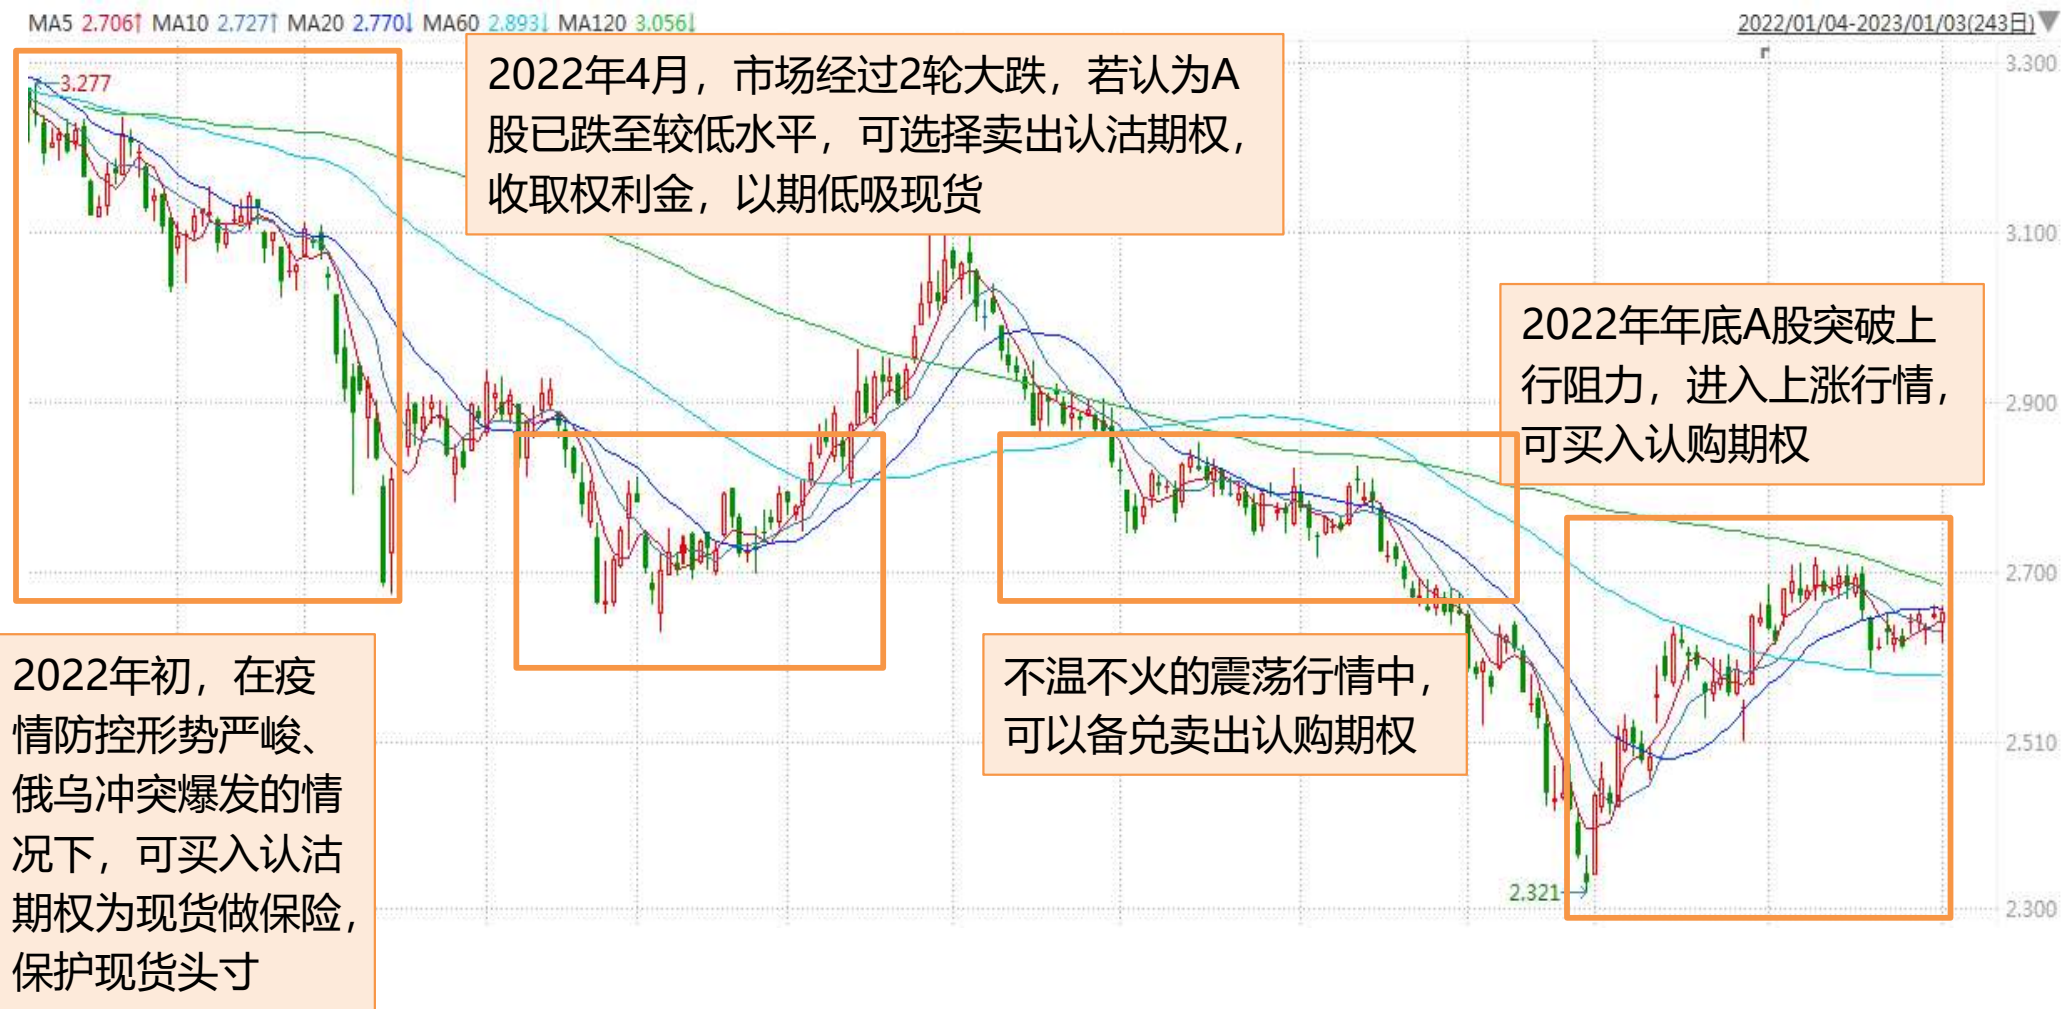 MA5 2.706↑ MA10 2.727↑ MA20 2.770↓ MA60 2.893↓ MA120 3.056↓
2022/01/04-2023/01/03(243日)▼
3.277
2022年4月，市场经过2轮大跌，若认为A
股已跌至较低水平，可选择卖出认沽期权，
收取权利金，以期低吸现货
3.300
3.100
2022年年底A股突破上
行阻力，进入上涨行情，
可买入认购期权
2.900
2.700
2022年初，在疫
情防控形势严峻、
俄乌冲突爆发的情
况下，可买入认沽
期权为现货做保险，
保护现货头寸
不温不火的震荡行情中，
可以备兑卖出认购期权
2.510
2.321
2.300